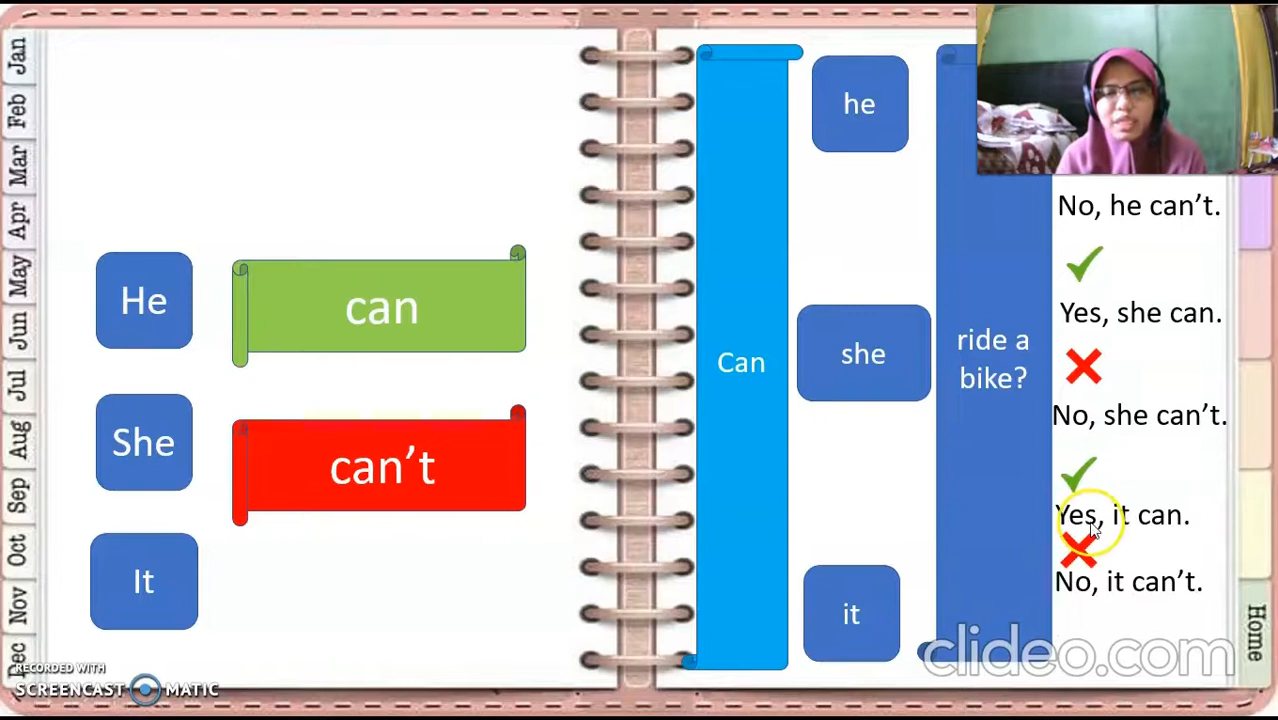 Jan
Feb
Mar
Apr
May
Jun
Jul
Aug
Sep
Oct
Nov
Dec
He
can
She
can't
It
Can
he
she
it
ride a
bike?
No, he can't.
Yes, she can.
No, she can't.
Yes, it can.
No, it can't.
Home
clideo.com
RECORDED WITH
SCREENCAST MATIC